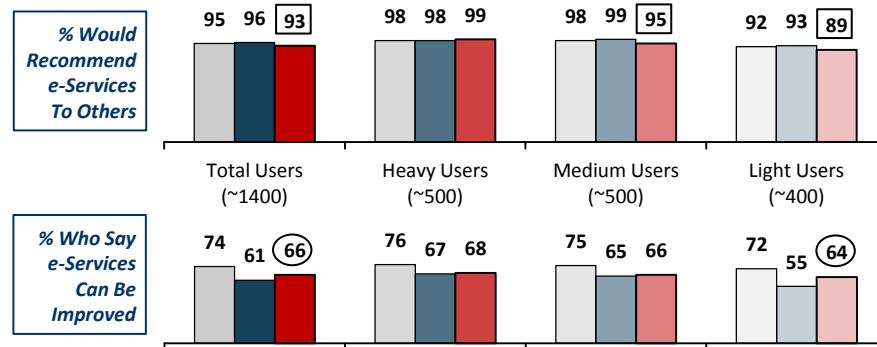 % Would
Recommend
e-Services
To Others
95 96 93
98 98 99
98 99 95
92 93 89
Total Users
(~1400)
Heavy Users
(~500)
Medium Users
(~500)
Light Users
(~400)
% Who Say
e-Services
Can Be
Improved
74 61 66
76 67 68
75 65 66
72 55 64